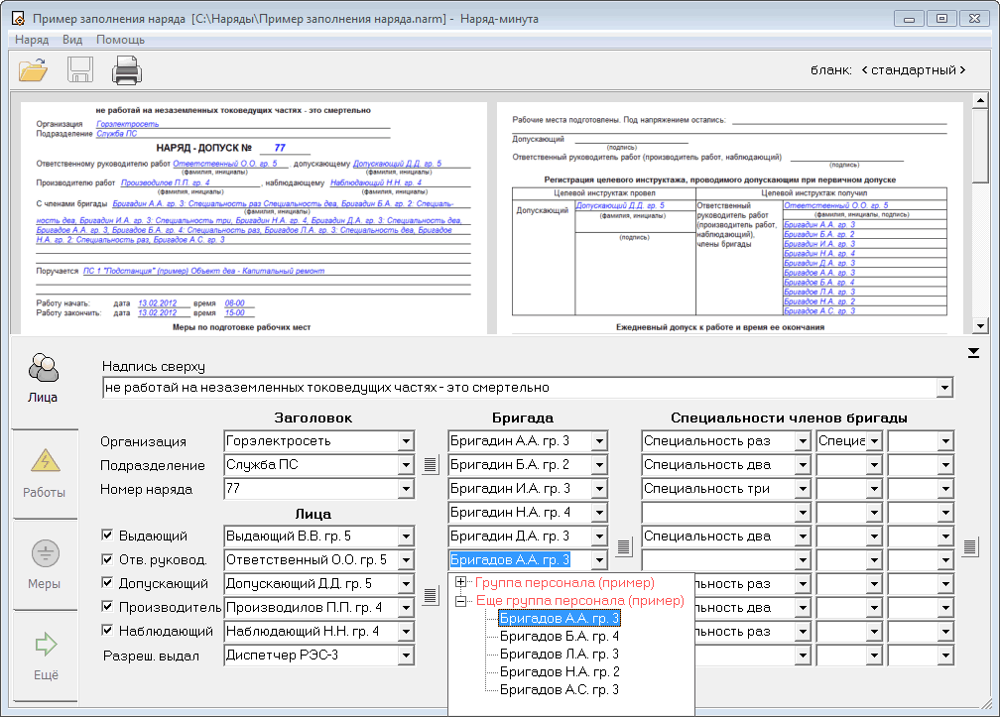 Пример заполнения наряда [C:\Наряды\Пример заполнения наряда.narm] - Наряд-минута
Наряд Вид Помощь
бланк: < стандартный >
не работай на незаземленных токоведущих частях - это смертельно
Организация Горэлектросеть
Подразделение Служба ПС
НАРЯД - ДОПУСК № 77
Ответственному руководителю работ Ответственный О.О. гр. 5 допускающему Допускающий Д.Д. гр. 5
(фамилия, инициалы) (фамилия, инициалы)
Производителю работ Производилов П.П. гр. 4 , наблюдающему Наблюдающий Н.Н. гр. 4
(фамилия, инициалы) (фамилия, инициалы)
С членами бригады Бригадин А.А. гр. 3: Специальность раз Специальность два, Бригадин Б.А. гр. 2: Специаль-
(фамилия, инициалы)
ность два, Бригадин И.А. гр. 3: Специальность три, Бригадин Н.А. гр. 4, Бригадин Д.А. гр. 3: Специальность два,
Бригадов А.А. гр. 3, Бригадов Б.А. гр. 4: Специальность раз, Бригадов Л.А. гр. 3: Специальность два, Бригадов
Н.А. гр. 2: Специальность раз, Бригадов А.С. гр. 3
Поручается ПС 1 "Подстанция" (пример) Объект два - Капитальный ремонт
Работу начать: дата 13.02.2012 время 08-00
Работу закончить: дата 13.02.2012 время 15-00
Меры по подготовке рабочих мест
Рабочие места подготовлены. Под напряжением остались:
Допускающий
(подпись)
Ответственный руководитель работ (производитель работ, наблюдающий)
(подпись)
Регистрация целевого инструктажа, проводимого допускающим при первичном допуске
Целевой инструктаж провел Целевой инструктаж получил
Допускающий Допускающий Д.Д. гр. 5 Ответственный Ответственный О.О. гр. 5
(фамилия, инициалы) руководитель работ (фамилия, инициалы, подпись)
(производитель работ, Бригадин А.А. гр. 3
(подпись) наблюдающий), Бригадин Б.А. гр. 2
члены бригады Бригадин И.А. гр. 3
Бригадин Н.А. гр. 4
Бригадин Д.А. гр. 3
Бригадов А.А. гр. 3
Бригадов Б.А. гр. 4
Бригадов Л.А. гр. 3
Бригадов Н.А. гр. 2
Бригадов А.С. гр. 3
Ежедневный допуск к работе и время ее окончания
Лица
Работы
Меры
Ещё
Надпись сверху
не работай на незаземленных токоведущих частях - это смертельно
Заголовок Бригада Специальности членов бригады
Организация Горэлектросеть Бригадин А.А. гр. 3 Специальность раз Специа
Подразделение Служба ПС Бригадин Б.А. гр. 2 Специальность два
Номер наряда 77 Бригадин И.А. гр. 3 Специальность три
Лица Бригадин Н.А. гр. 4
Выдающий Выдающий В.В. гр. 5 Бригадин Д.А. гр. 3 Специальность два
Отв. руковод. Ответственный О.О. гр. 5 Бригадов А.А. гр. 3
Допускающий Допускающий Д.Д. гр. 5 Группа персонала (пример) ность раз
Производитель Производилов П.П. гр. 4 Еще группа персонала (пример) ность два
Бригадов А.А. гр. 3
Наблюдающий Наблюдающий Н.Н. гр. 4 Бригадов Б.А. гр. 4 ность раз
Разреш. выдал Диспетчер РЭС-3 Бригадов Л.А. гр. 3
Бригадов Н.А. гр. 2
Бригадов А.С. гр. 3